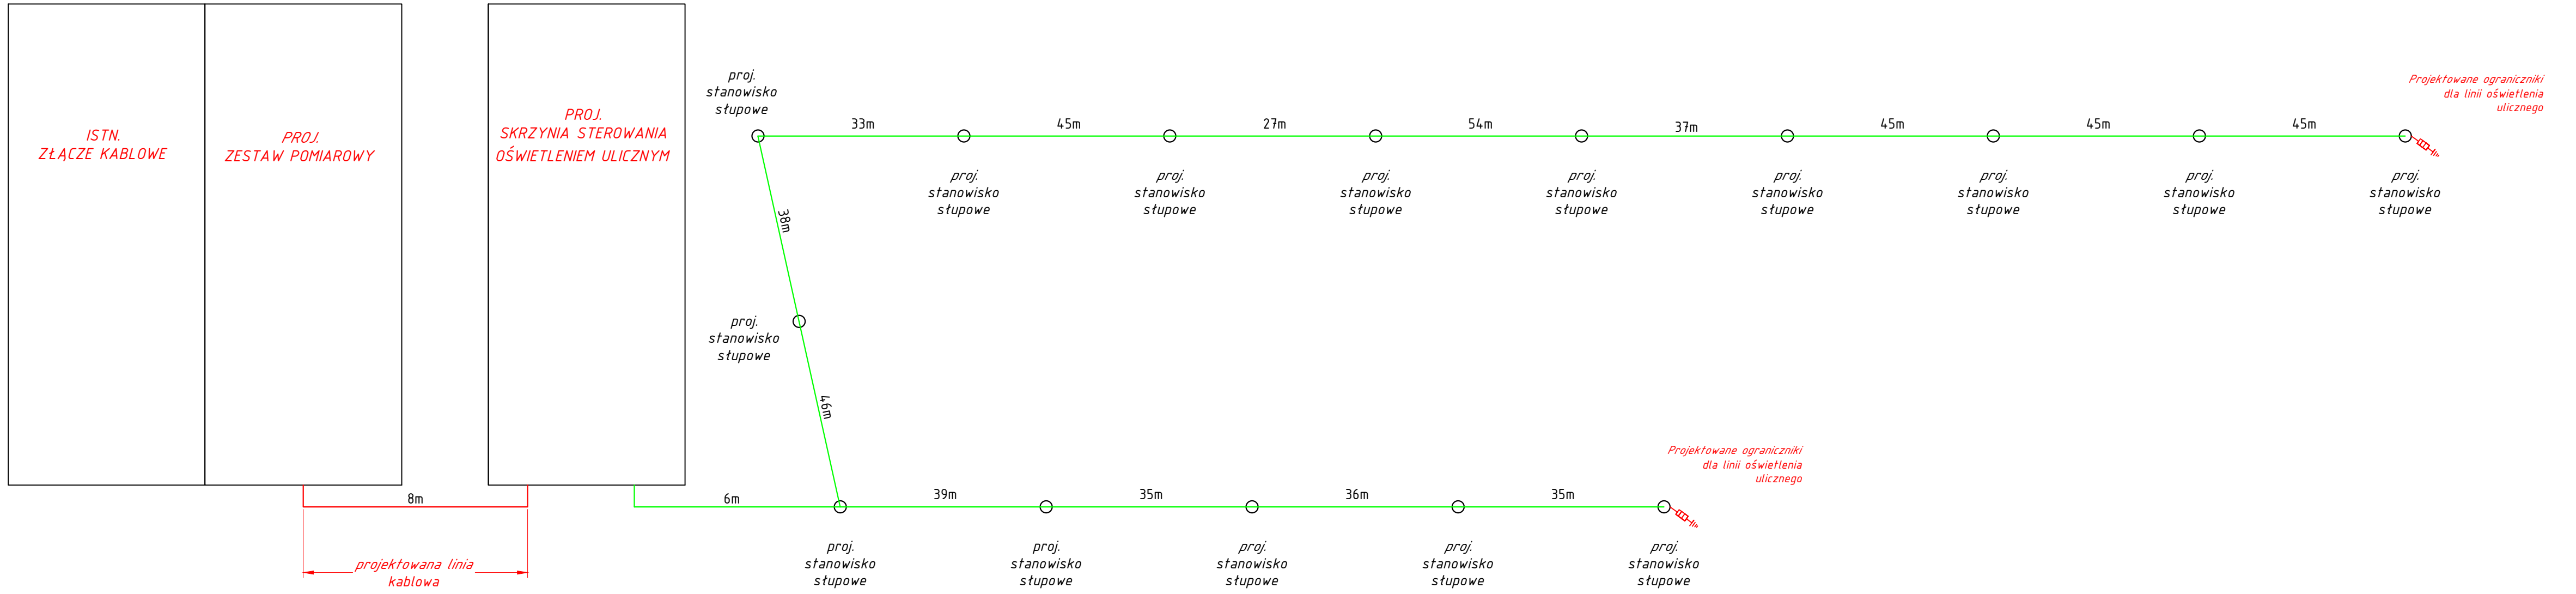 ISTN.
ZŁĄCZE KABLOWE
PROJ.
ZESTAW POMIAROWY
PROJ.
SKRZYNIA STEROWANIA
OŚWIETLENIEM ULICZNYM
proj.
stanowisko
słupowe
33m
45m
27m
54m
37m
45m
45m
45m
Projektowane ograniczniki
dla linii oświetlenia
ulicznego
proj.
stanowisko
słupowe
proj.
stanowisko
słupowe
proj.
stanowisko
słupowe
proj.
stanowisko
słupowe
proj.
stanowisko
słupowe
proj.
stanowisko
słupowe
proj.
stanowisko
słupowe
proj.
stanowisko
słupowe
38m
proj.
stanowisko
słupowe
46m
8m
6m
39m
35m
36m
35m
Projektowane ograniczniki
dla linii oświetlenia
ulicznego
projektowana linia
kablowa
proj.
stanowisko
słupowe
proj.
stanowisko
słupowe
proj.
stanowisko
słupowe
proj.
stanowisko
słupowe
proj.
stanowisko
słupowe